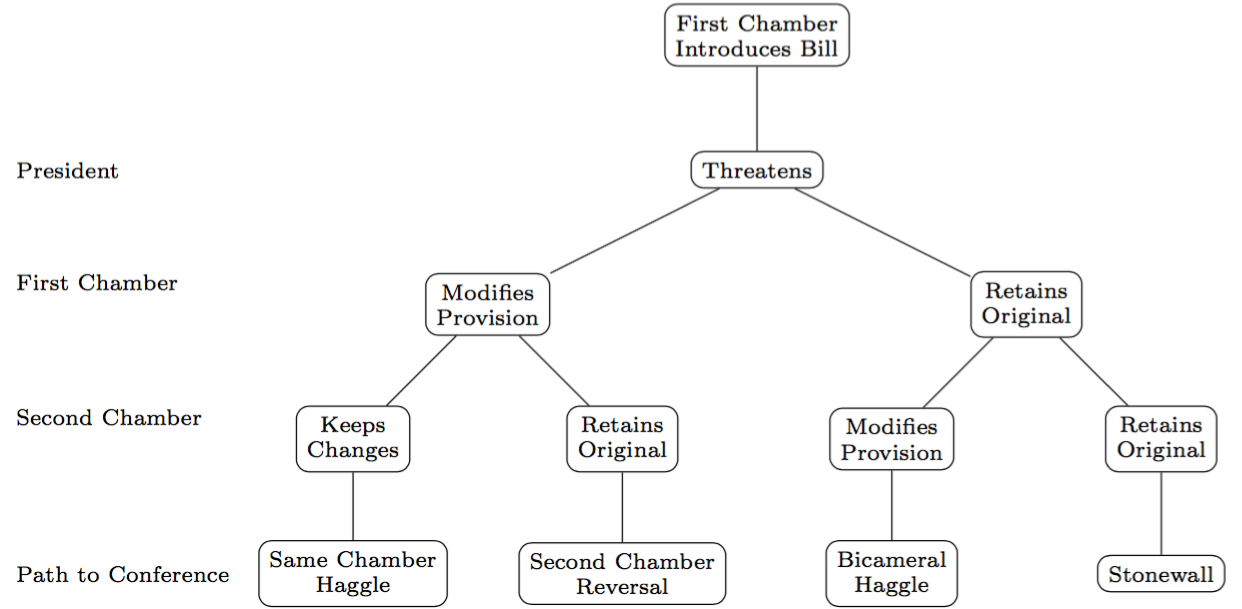 First Chamber
Introduces Bill
President
Threatens
First Chamber
Modifies
Provision
Retains
Original
Second Chamber
Keeps
Changes
Retains
Original
Modifies
Provision
Retains
Original
Path to Conference
Same Chamber
Haggle
Second Chamber
Reversal
Bicameral
Haggle
Stonewall